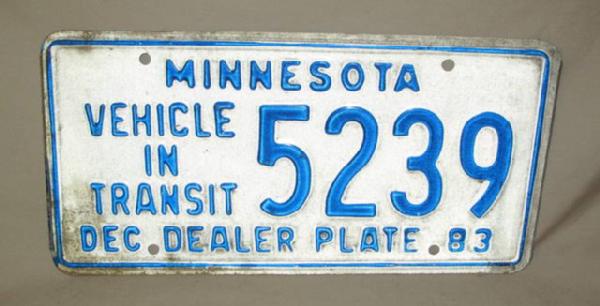 MINNESOTA
VEHICLE
IN
TRANSIT
5239
DEC DEALER PLATE 83